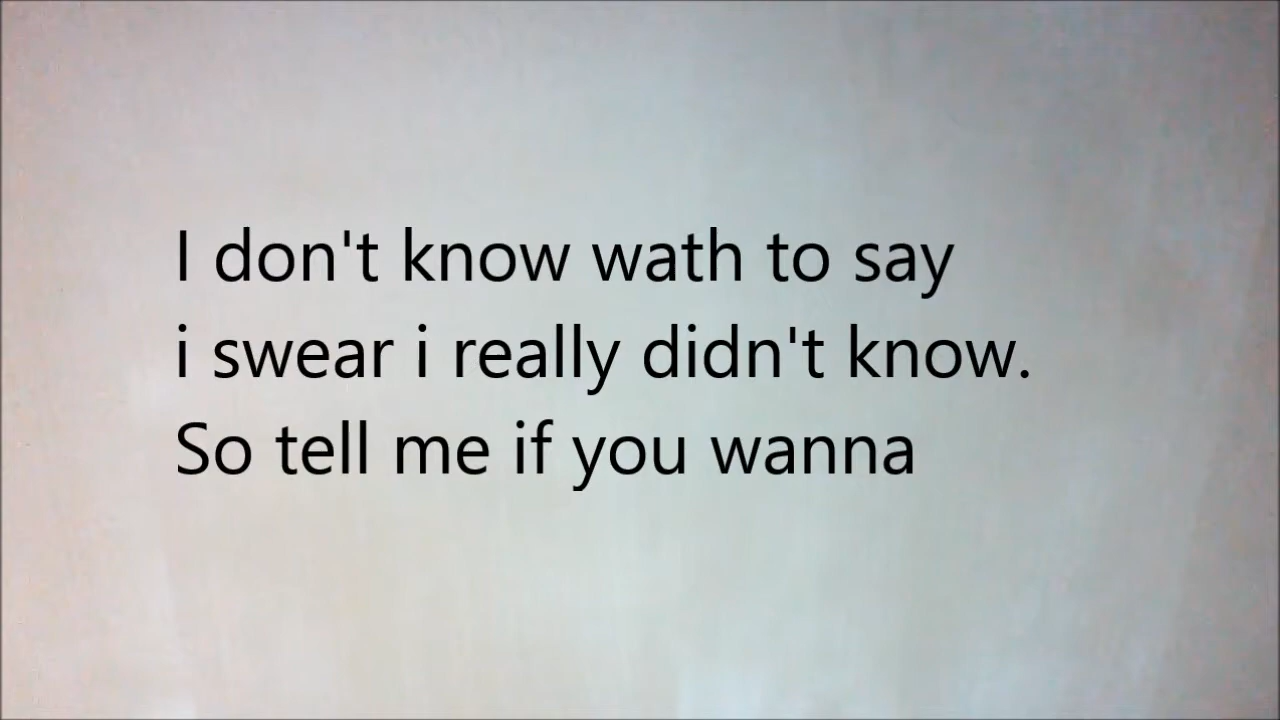 I don't know wath to say
i swear i really didn't know.
So tell me if you wanna